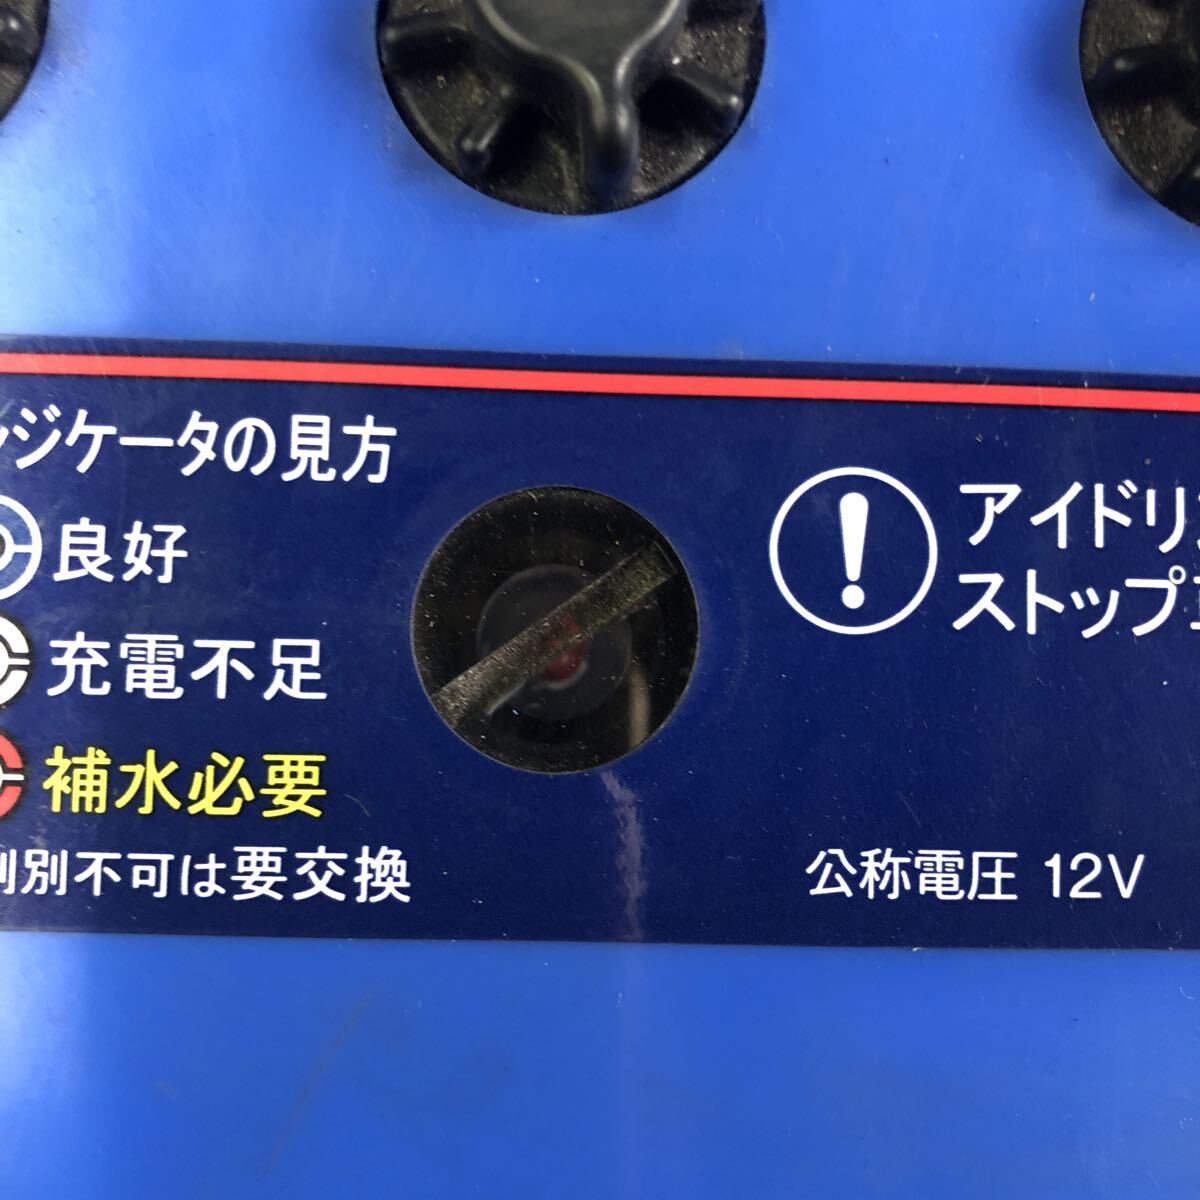 ンジケータの見方
良好
充電不足
補水必要
判別不可は要交換
アイドリ
ストップ
公称電圧 12V